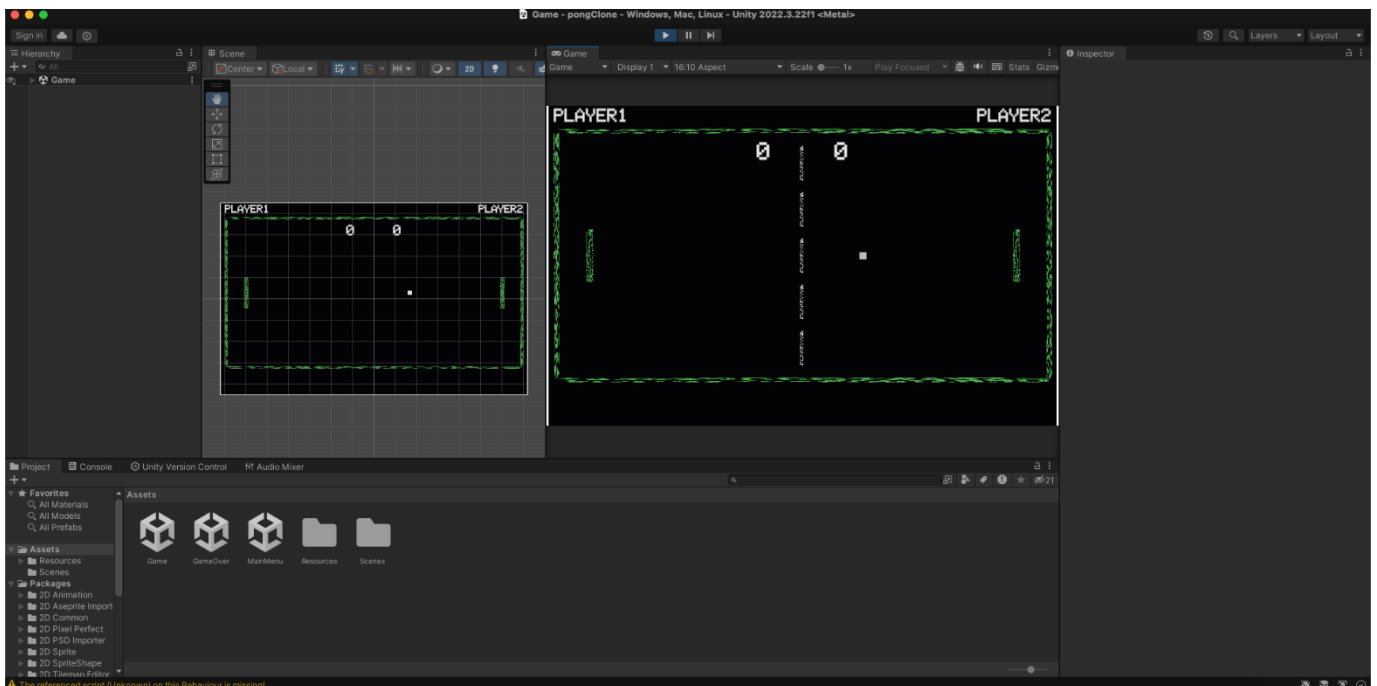 Game - pongClone - Windows, Mac, Linux - Unity 2022.3.22f1 <Metal>
Sign in
Layers Layout
Hierarchy
All
Game
Scene
Center Local 2D
PLAYER1 PLAYER2
0 0
Game
Game Display 1 16:10 Aspect Scale 1x Play Focused Stats Gizm
PLAYER1 PLAYER2
0 0
Inspector
Project Console Unity Version Control Audio Mixer
21
Favorites
All Materials
All Models
All Prefabs
Assets
Resources
Scenes
Packages
2D Animation
2D Aseprite Import
2D Common
2D Pixel Perfect
2D PSD Importer
2D Sprite
2D SpriteShape
2D Tilemap Editor
Assets
Game GameOver MainMenu Resources Scenes
The referenced script (Unknown) on this Behaviour is missing!